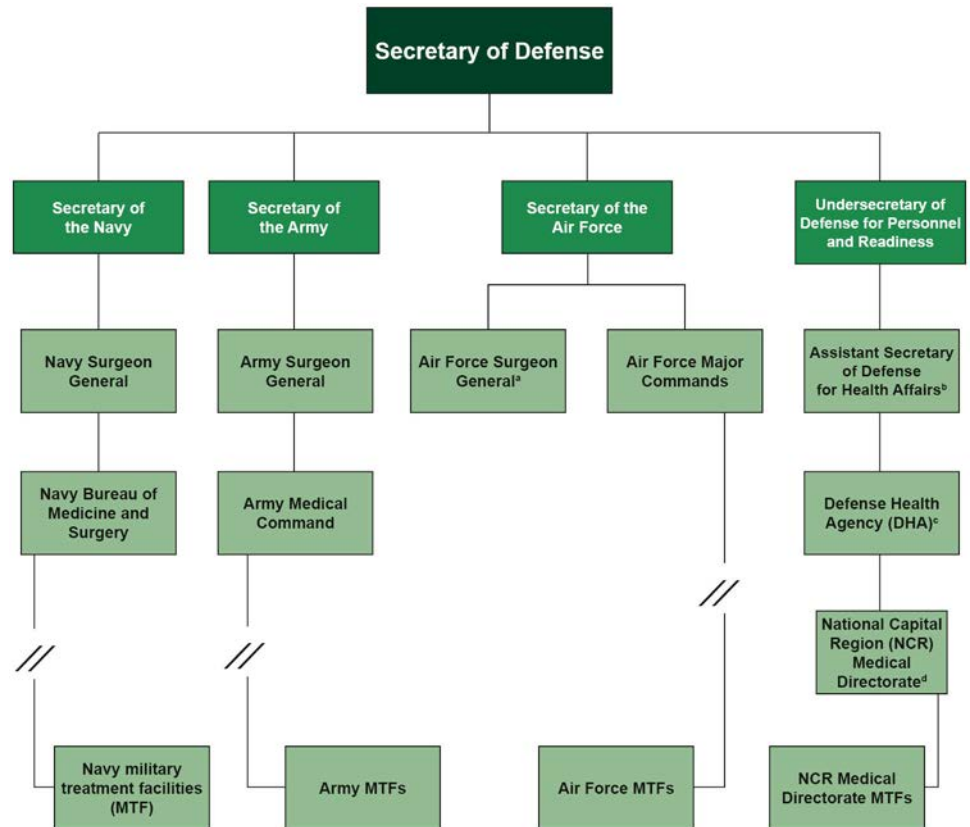 Secretary of Defense
Secretary of
the Navy
Secretary of
the Army
Secretary of the
Air Force
Undersecretary of
Defense for Personnel
and Readiness
Navy Surgeon
General
Army Surgeon
General
Air Force Surgeon
Generalᵃ
Air Force Major
Commands
Assistant Secretary
of Defense
for Health Affairsᵇ
Navy Bureau of
Medicine and
Surgery
Army Medical
Command
Defense Health
Agency (DHA)ᶜ
National Capital
Region (NCR)
Medical
Directorateᵈ
Navy military
treatment facilities
(MTF)
Army MTFs
Air Force MTFs
NCR Medical
Directorate MTFs